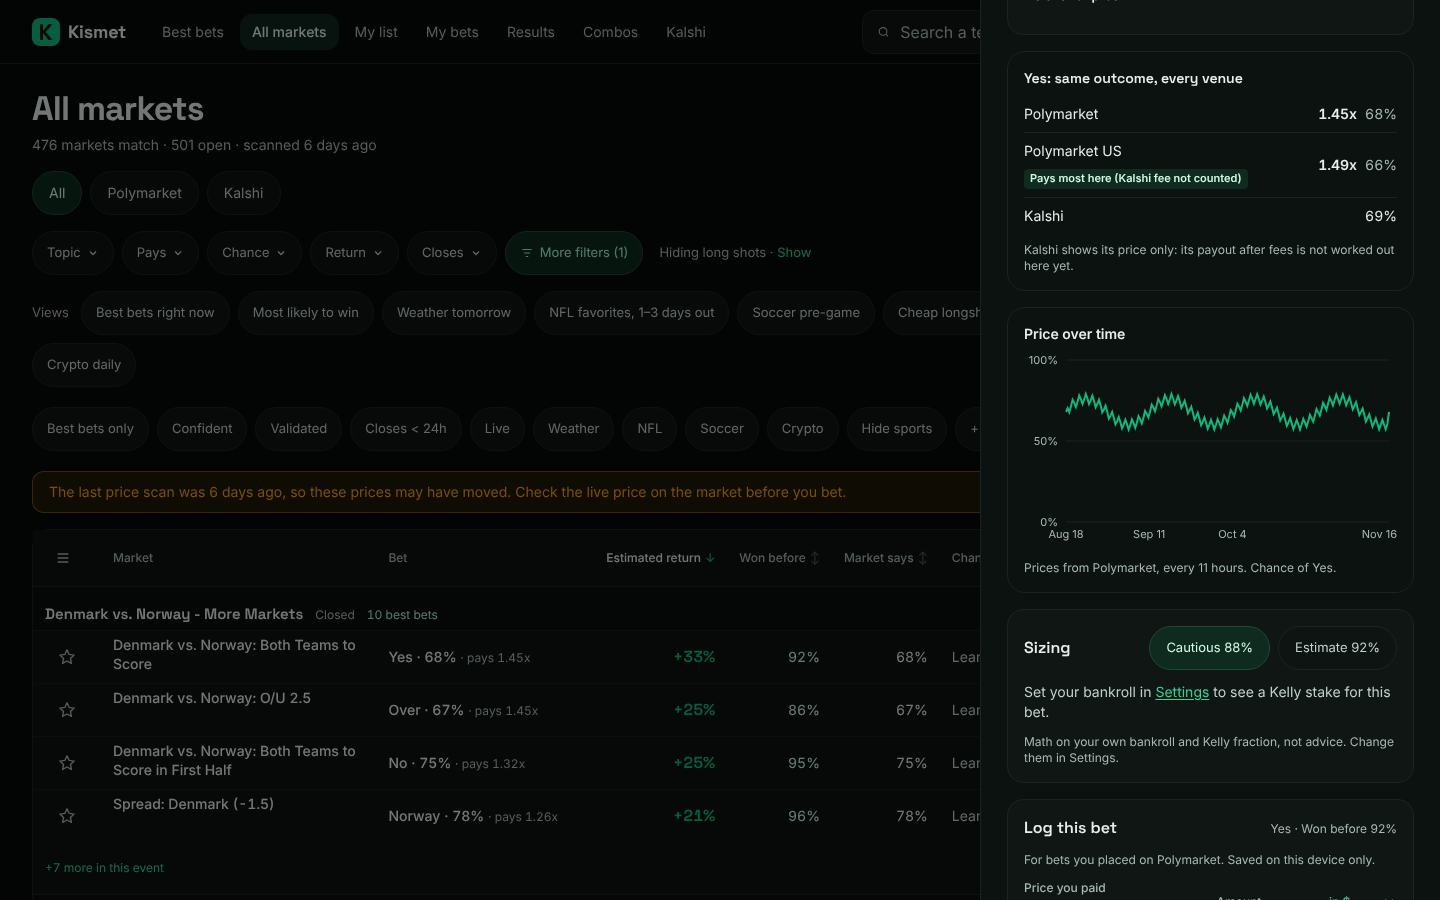 K Kismet
Best bets
All markets
My list
My bets
Results
Combos
Kalshi
Search a te
All markets
476 markets match · 501 open · scanned 6 days ago
All
Polymarket
Kalshi
Topic
Pays
Chance
Return
Closes
More filters (1)
Hiding long shots · Show
Views
Best bets right now
Most likely to win
Weather tomorrow
NFL favorites, 1–3 days out
Soccer pre-game
Cheap longsh
Crypto daily
Best bets only
Confident
Validated
Closes < 24h
Live
Weather
NFL
Soccer
Crypto
Hide sports
+
The last price scan was 6 days ago, so these prices may have moved. Check the live price on the market before you bet.
Market
Bet
Estimated return ↓
Won before
Market says
Chan
Denmark vs. Norway - More Markets Closed 10 best bets
Denmark vs. Norway: Both Teams to
Score
Yes · 68% · pays 1.45x
+33%
92%
68%
Lear
Denmark vs. Norway: O/U 2.5
Over · 67% · pays 1.45x
+25%
86%
67%
Lear
Denmark vs. Norway: Both Teams to
Score in First Half
No · 75% · pays 1.32x
+25%
95%
75%
Lear
Spread: Denmark (-1.5)
Norway · 78% · pays 1.26x
+21%
96%
78%
Lear
+7 more in this event
Yes: same outcome, every venue
Polymarket
1.45x 68%
Polymarket US
Pays most here (Kalshi fee not counted)
1.49x 66%
Kalshi
69%
Kalshi shows its price only: its payout after fees is not worked out
here yet.
Price over time
100%
50%
0%
Aug 18
Sep 11
Oct 4
Nov 16
Prices from Polymarket, every 11 hours. Chance of Yes.
Sizing
Cautious 88%
Estimate 92%
Set your bankroll in Settings to see a Kelly stake for this
bet.
Math on your own bankroll and Kelly fraction, not advice. Change
them in Settings.
Log this bet
Yes · Won before 92%
For bets you placed on Polymarket. Saved on this device only.
Price you paid